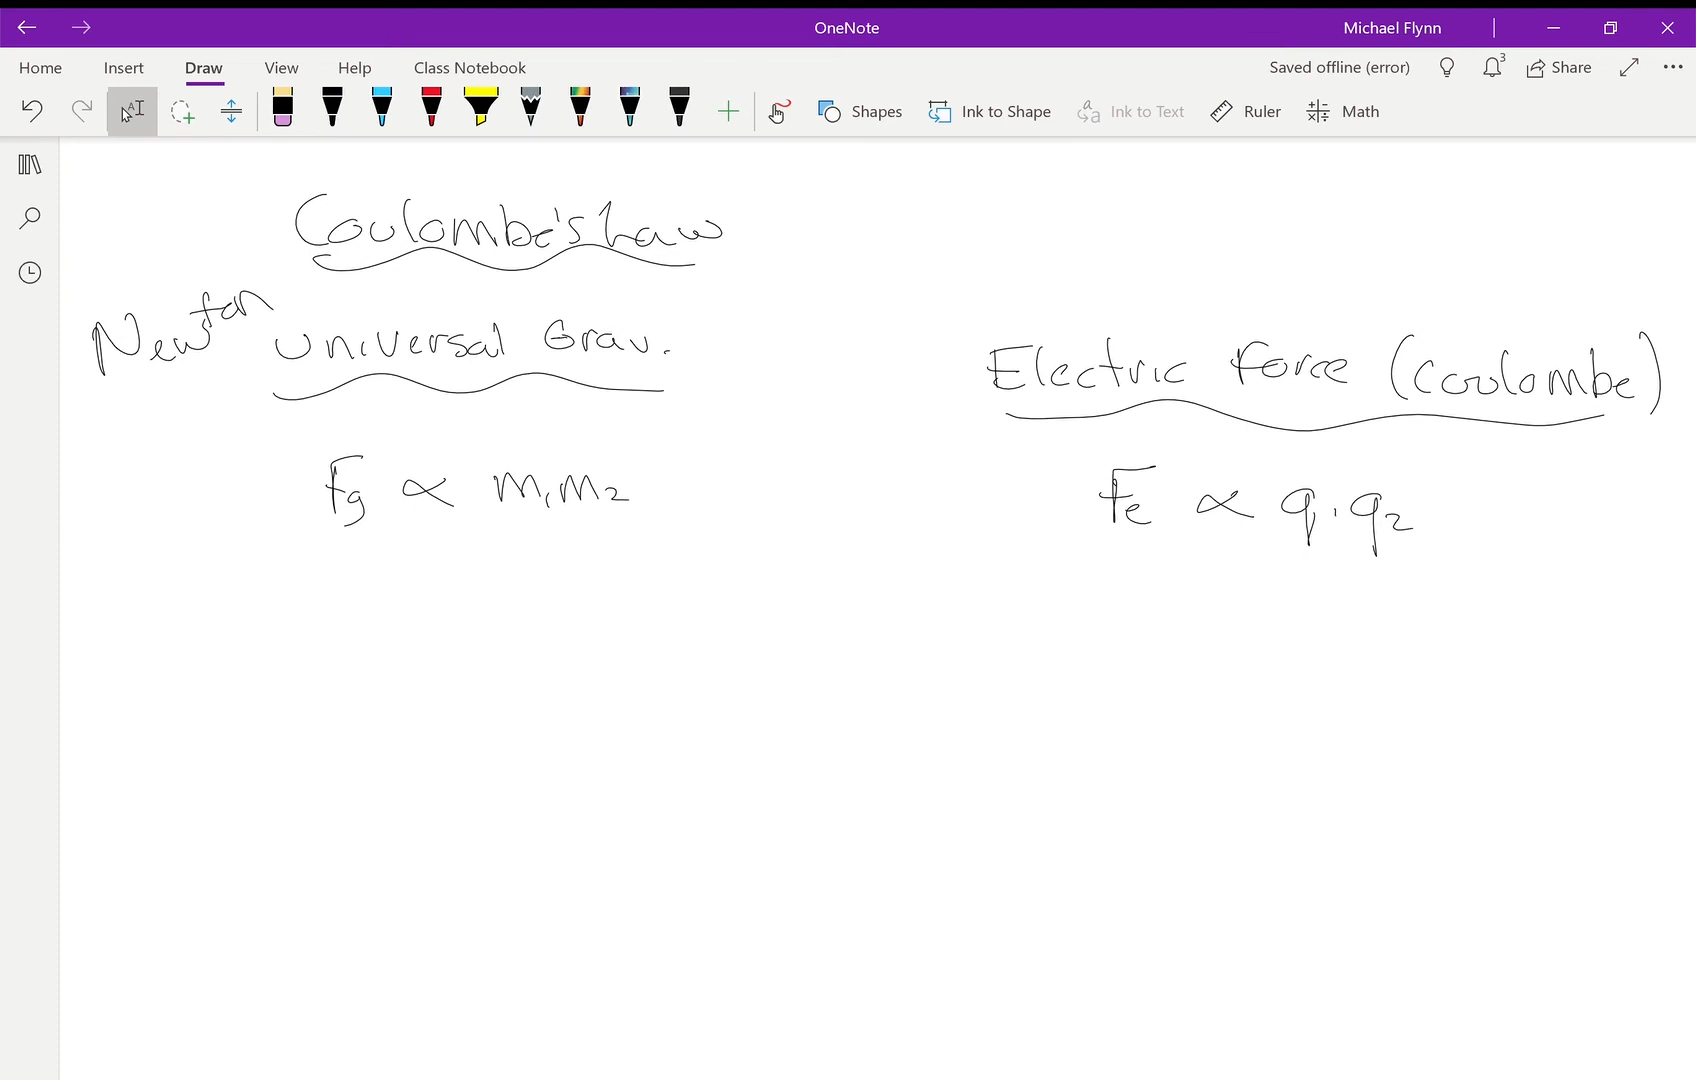 OneNote
Michael Flynn
Home Insert Draw View Help Class Notebook
Saved offline (error)
3
Share
Shapes
Ink to Shape
Ink to Text
Ruler
Math
Coulombe's Law
Newton Universal Grav.
Electric Force (Coulombe)
Fg ∝ m1m2
Fe ∝ q1·q2